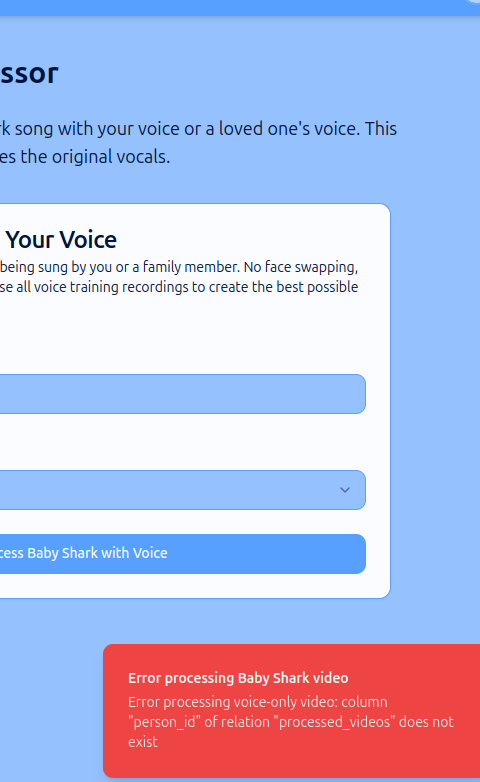 ssor
rk song with your voice or a loved one's voice. This
es the original vocals.
Your Voice
being sung by you or a family member. No face swapping,
se all voice training recordings to create the best possible
cess Baby Shark with Voice
Error processing Baby Shark video
Error processing voice-only video: column
"person_id" of relation "processed_videos" does not
exist